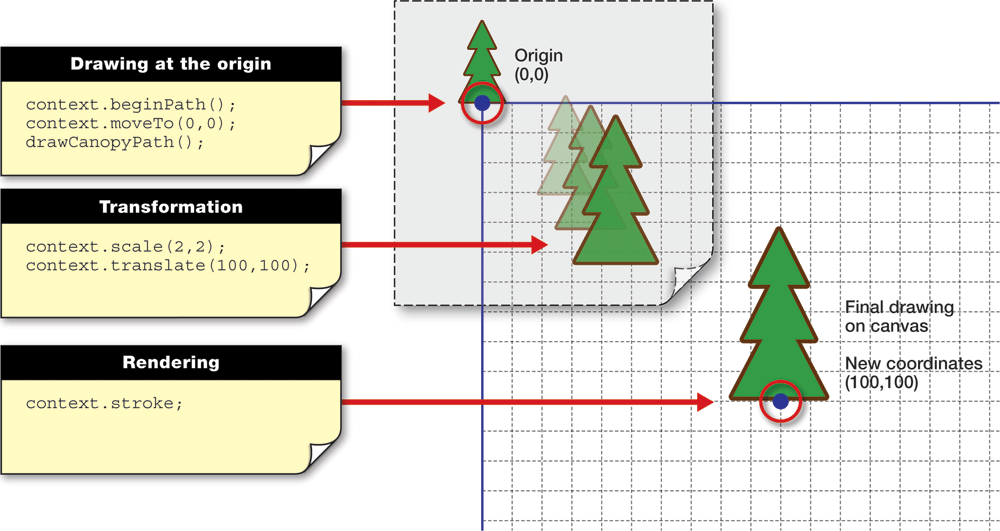 Drawing at the origin
context.beginPath();
context.moveTo(0,0);
drawCanopyPath();
Origin
(0,0)
Transformation
context.scale(2,2);
context.translate(100,100);
Final drawing
on canvas
New coordinates
(100,100)
Rendering
context.stroke;